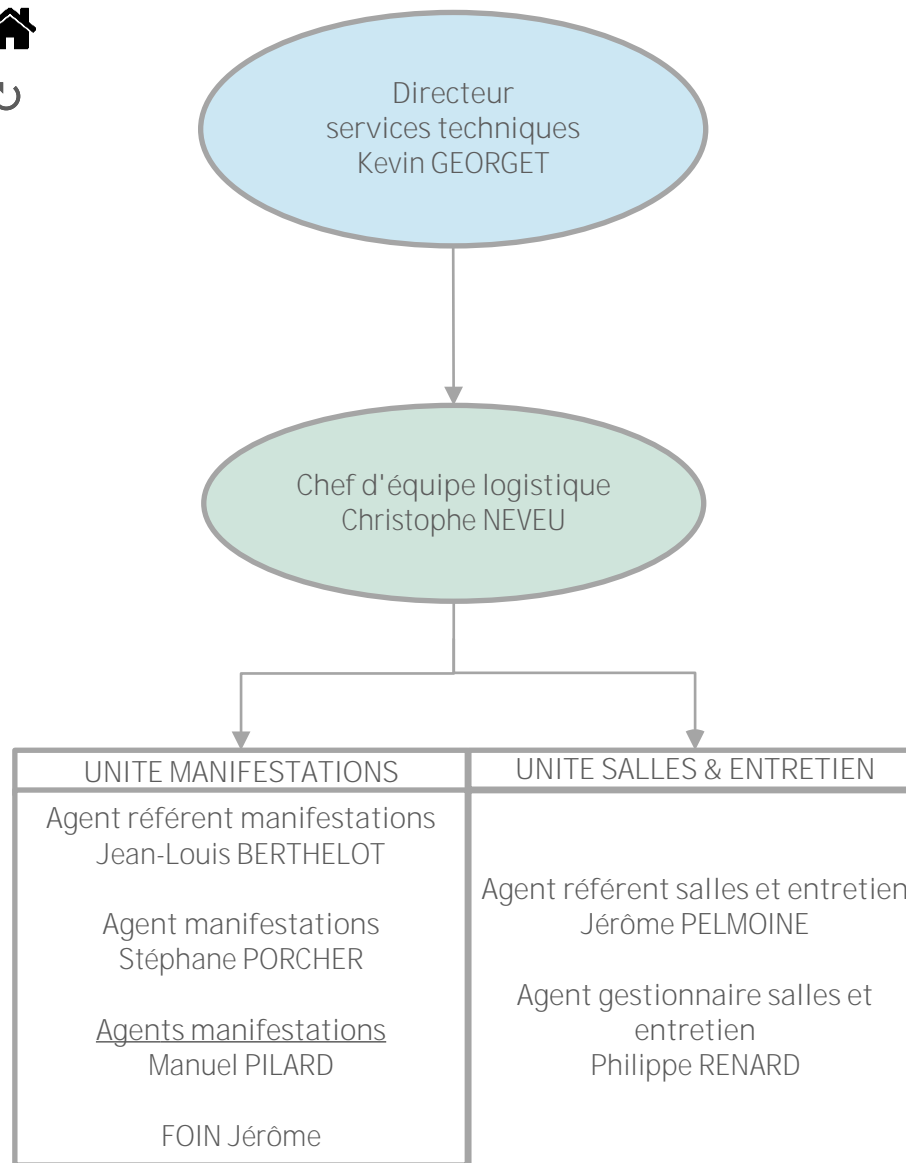 Directeur
services techniques
Kevin GEORGET
Chef d'équipe logistique
Christophe NEVEU
UNITE MANIFESTATIONS
Agent référent manifestations
Jean-Louis BERTHELOT
Agent manifestations
Stéphane PORCHER
Agents manifestations
Manuel PILARD
FOIN Jérôme
UNITE SALLES & ENTRETIEN
Agent référent salles et entretien
Jérôme PELMOINE
Agent gestionnaire salles et
entretien
Philippe RENARD